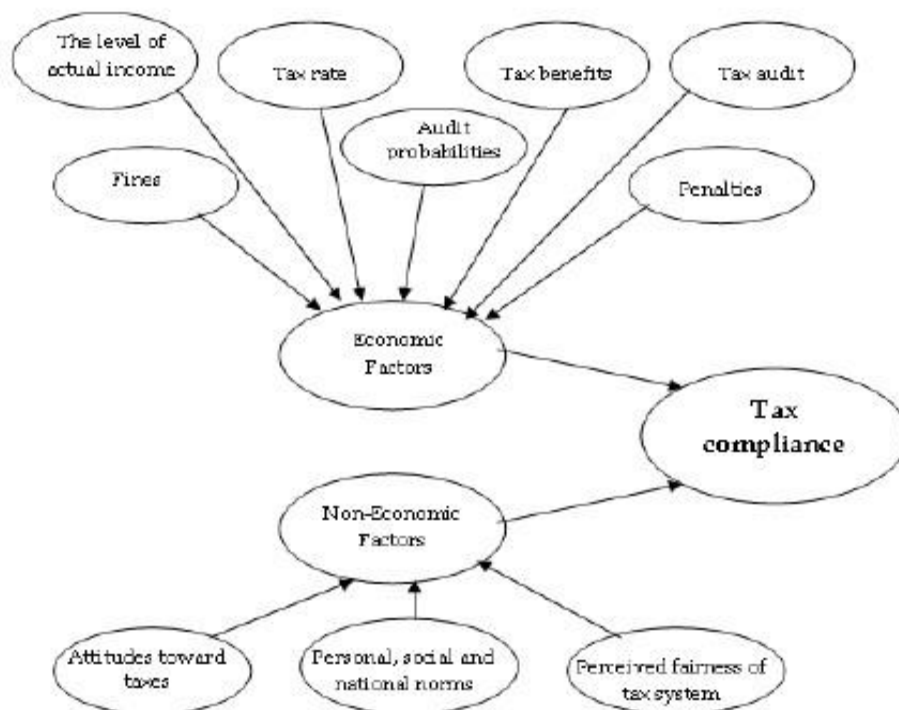 The level of
actual income
Tax rate
Tax benefits
Tax audit
Audit
probabilities
Fines
Penalties
Economic
Factors
Tax
compliance
Non-Economic
Factors
Attitudes toward
taxes
Personal, social and
national norms
Perceived fairness of
tax system